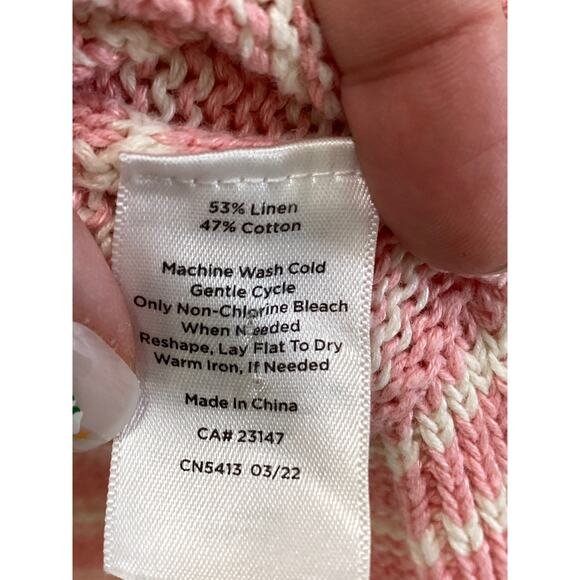 53% Linen
47% Cotton
Machine Wash Cold
Gentle Cycle
Only Non-Chlorine Bleach
When Needed
Reshape, Lay Flat To Dry
Warm Iron, If Needed
Made In China
CA# 23147
CN5413 03/22